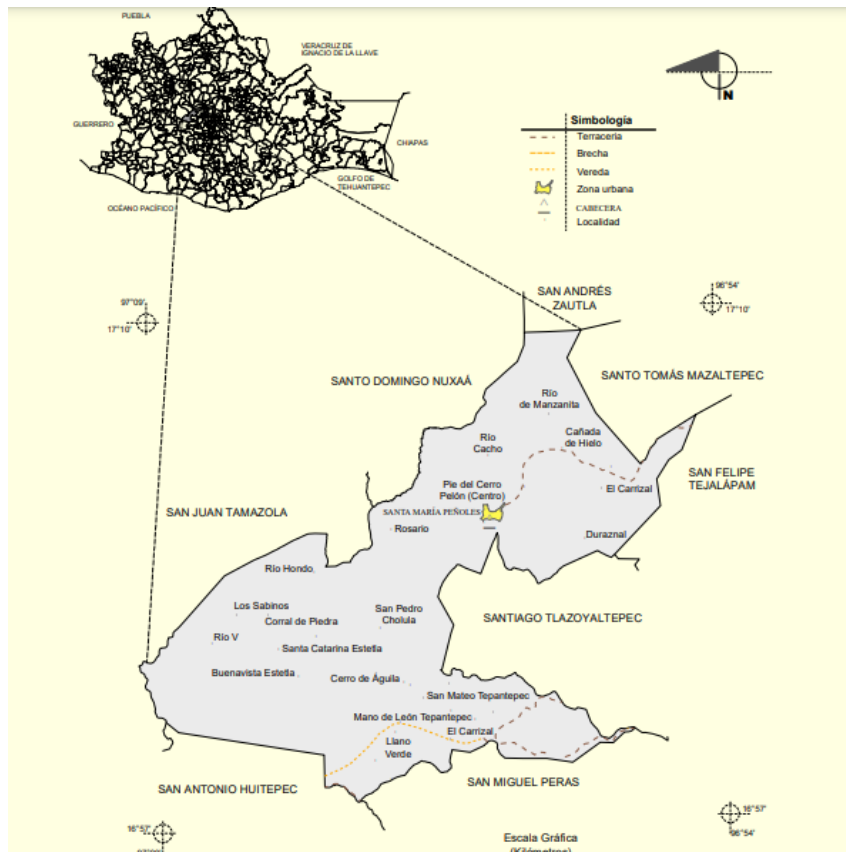 PUEBLA
VERACRUZ DE
IGNACIO DE LA LLAVE
GUERRERO
CHIAPAS
GOLFO DE
TEHUANTEPEC
OCÉANO PACÍFICO
N
Simbología
Terracería
Brecha
Vereda
Zona urbana
CABECERA
Localidad
97°09'
17°10'
96°54'
17°10'
SAN ANDRÉS
ZAUTLA
SANTO DOMINGO NUXAÁ
SANTO TOMÁS MAZALTEPEC
Río
de Manzanita
Río
Cacho
Cañada
de Hielo
SAN FELIPE
TEJALÁPAM
Pie del Cerro
Pelón (Centro)
El Carrizal
SAN JUAN TAMAZOLA
SANTA MARÍA PEÑOLES
Rosario
Duraznal
Río Hondo
Los Sabinos
Corral de Piedra
San Pedro
Cholula
SANTIAGO TLAZOYALTEPEC
Río V
Santa Catarina Estetla
Buenavista Estetla
Cerro de Águila
San Mateo Tepantepec
Mano de León Tepantepec
El Carrizal
Llano
Verde
SAN ANTONIO HUITEPEC
SAN MIGUEL PERAS
16°57'
16°57'
96°54'
Escala Gráfica
(Kilómetros)